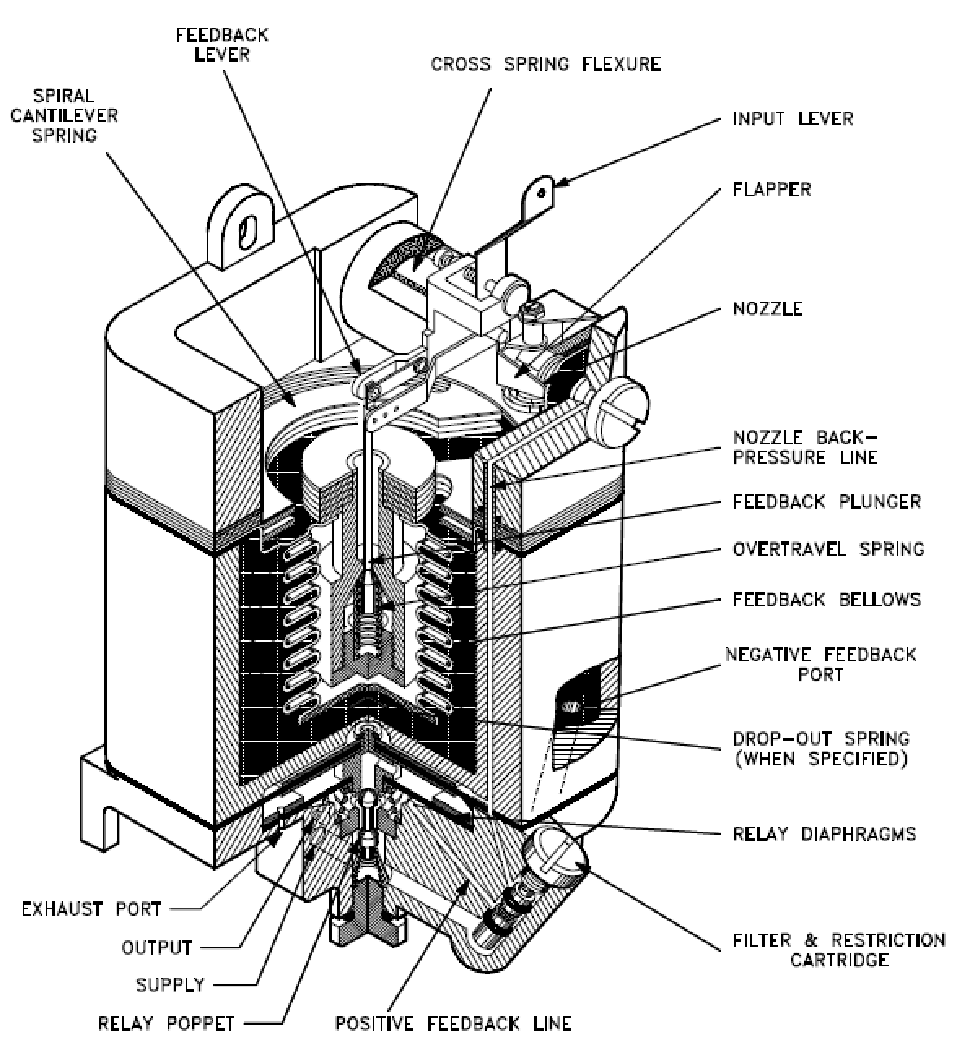 FEEDBACK
LEVER
CROSS SPRING FLEXURE
SPIRAL
CANTILEVER
SPRING
INPUT LEVER
FLAPPER
NOZZLE
NOZZLE BACK-
PRESSURE LINE
FEEDBACK PLUNGER
OVERTRAVEL SPRING
FEEDBACK BELLOWS
NEGATIVE FEEDBACK
PORT
DROP-OUT SPRING
(WHEN SPECIFIED)
RELAY DIAPHRAGMS
EXHAUST PORT
OUTPUT
FILTER & RESTRICTION
CARTRIDGE
SUPPLY
RELAY POPPET
POSITIVE FEEDBACK LINE